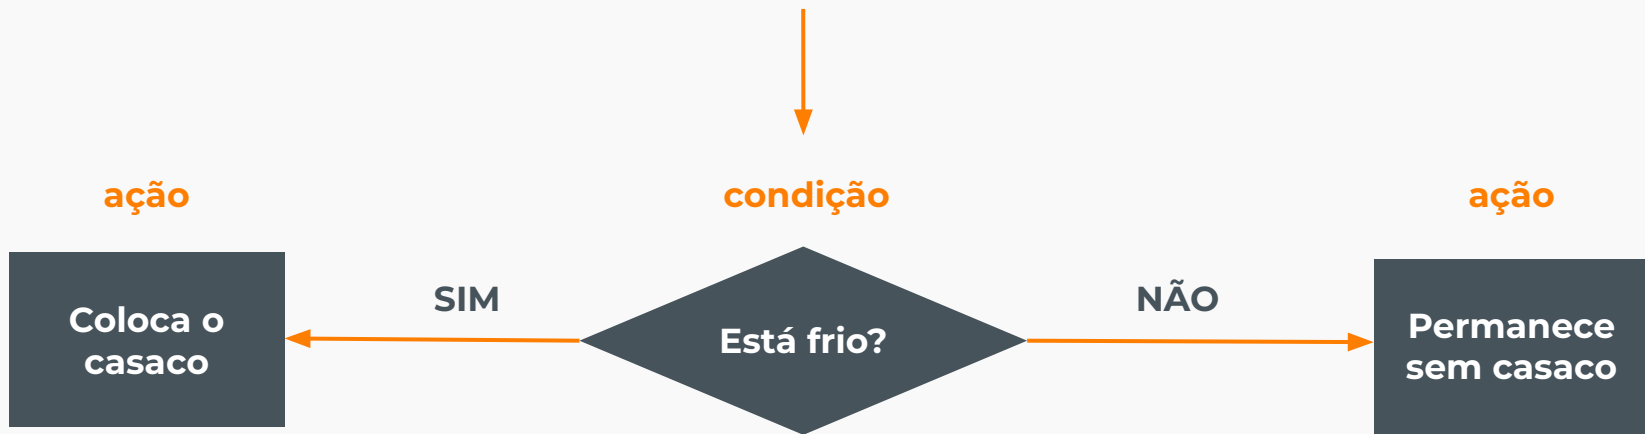 ação
condição
ação
Coloca o
casaco
SIM
Está frio?
NÃO
Permanece
sem casaco